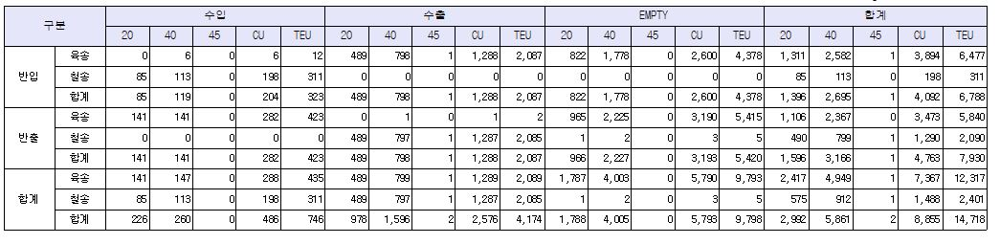 구분 수입 수출 EMPTY 합계
20 40 45 CU TEU 20 40 45 CU TEU 20 40 45 CU TEU 20 40 45 CU TEU
반입 육송 0 6 0 6 12 489 798 1 1,288 2,087 822 1,778 0 2,600 4,378 1,311 2,582 1 3,894 6,477
철송 85 113 0 198 311 0 0 0 0 0 0 0 0 0 0 85 113 0 198 311
합계 85 119 0 204 323 489 798 1 1,288 2,087 822 1,778 0 2,600 4,378 1,396 2,695 1 4,092 6,788
반출 육송 141 141 0 282 423 0 1 0 1 2 965 2,225 0 3,190 5,415 1,106 2,367 0 3,473 5,840
철송 0 0 0 0 0 489 797 1 1,287 2,085 1 2 0 3 5 490 799 1 1,290 2,090
합계 141 141 0 282 423 489 798 1 1,288 2,087 966 2,227 0 3,193 5,420 1,596 3,166 1 4,763 7,930
합계 육송 141 147 0 288 435 489 799 1 1,289 2,089 1,787 4,003 0 5,790 9,793 2,417 4,949 1 7,367 12,317
철송 85 113 0 198 311 489 797 1 1,287 2,085 1 2 0 3 5 575 912 1 1,488 2,401
합계 226 260 0 486 746 978 1,596 2 2,576 4,174 1,788 4,005 0 5,793 9,798 2,992 5,861 2 8,855 14,718